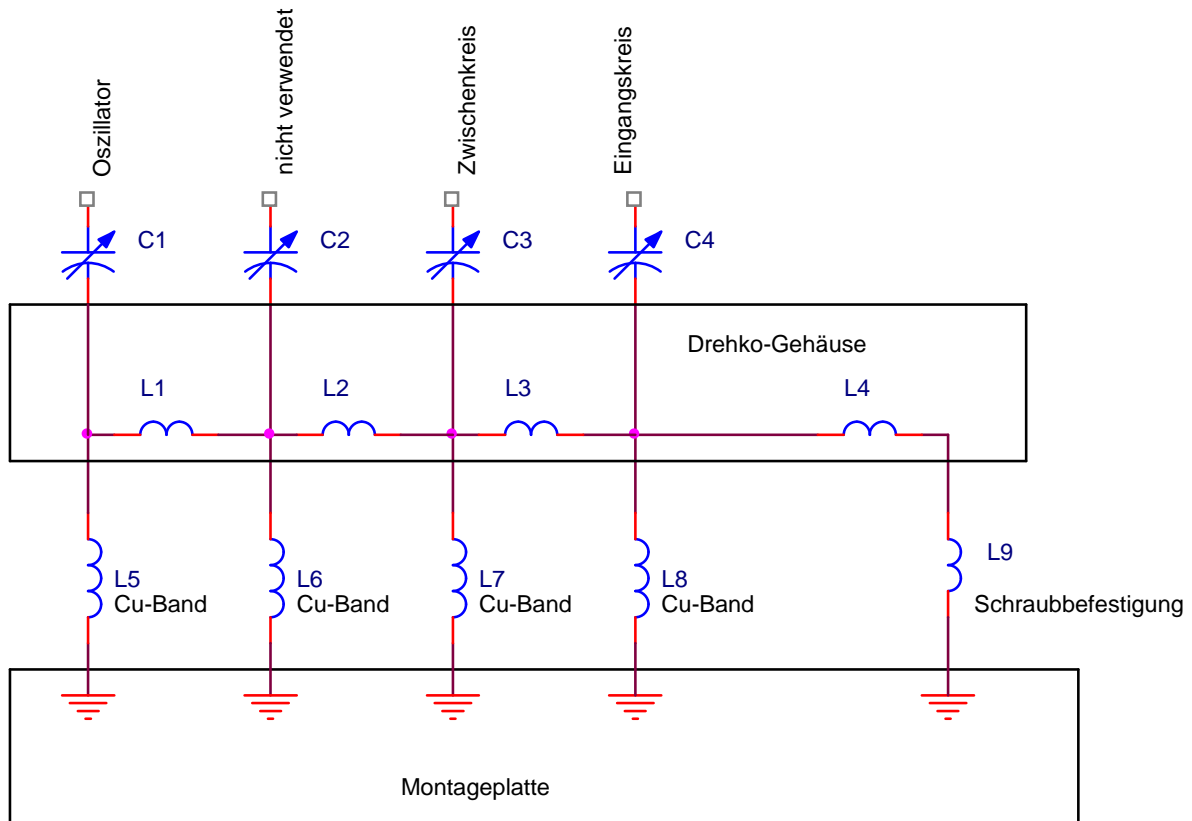 Oszillator
nicht verwendet
Zwischenkreis
Eingangskreis
C1
C2
C3
C4
Drehko-Gehäuse
L1
L2
L3
L4
L5
Cu-Band
L6
Cu-Band
L7
Cu-Band
L8
Cu-Band
L9
Schraubbefestigung
Montageplatte